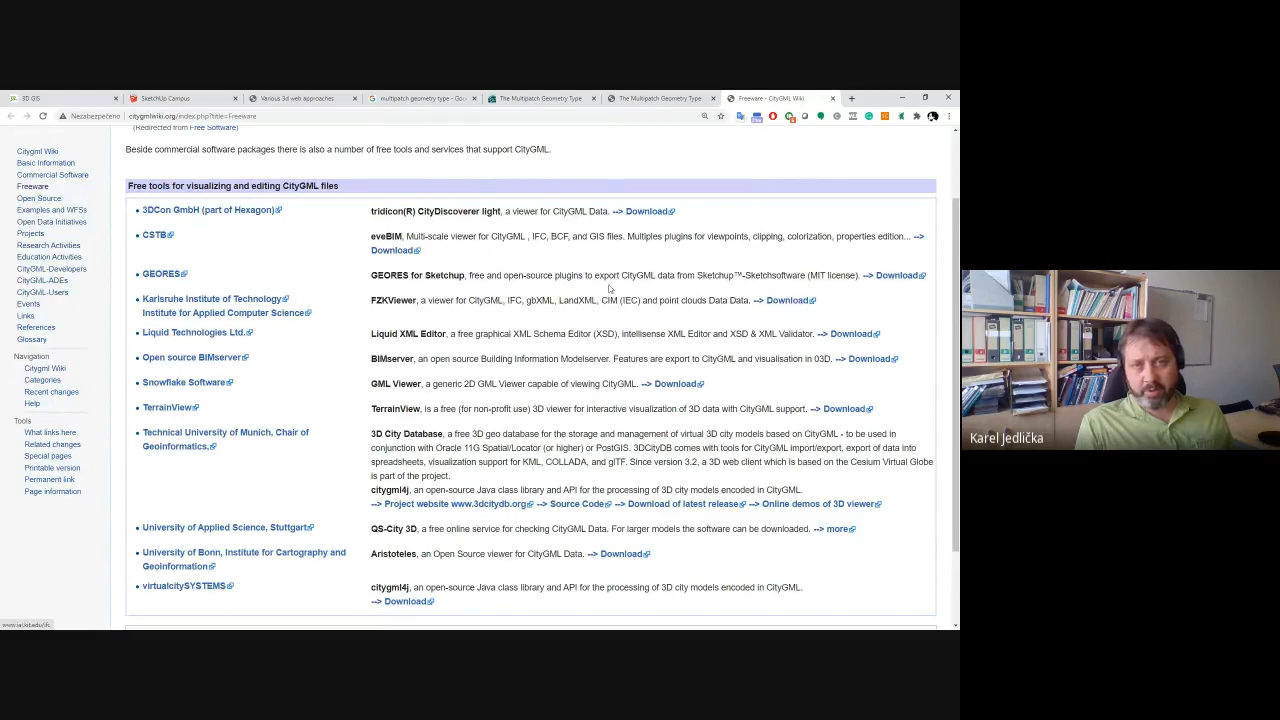 3D GIS
SketchUp Campus
Various 3d web approaches
multipatch geometry type - Goo
The Multipatch Geometry Type
The Multipatch Geometry Type
Freeware - CityGML Wiki
Nezabezpečeno
citygmlwiki.org/index.php?title=Freeware
(Redirected from Free Software)
Citygml Wiki
Basic Information
Commercial Software
Freeware
Open Source
Examples and WFSs
Open Data Initiatives
Projects
Research Activities
Education Activities
CityGML-Developers
CityGML-ADEs
CityGML-Users
Events
Links
References
Glossary
Navigation
Citygml Wiki
Categories
Recent changes
Help
Tools
What links here
Related changes
Special pages
Printable version
Permanent link
Page information
Beside commercial software packages there is also a number of free tools and services that support CityGML.
Free tools for visualizing and editing CityGML files
3DCon GmbH (part of Hexagon)
tridicon(R) CityDiscoverer light, a viewer for CityGML Data. --> Download
CSTB
eveBIM, Multi-scale viewer for CityGML , IFC, BCF, and GIS files. Multiples plugins for viewpoints, clipping, colorization, properties edition... -->
Download
GEORES
GEORES for Sketchup, free and open-source plugins to export CityGML data from Sketchup™-Sketchsoftware (MIT license). --> Download
Karlsruhe Institute of Technology
Institute for Applied Computer Science
FZKViewer, a viewer for CityGML, IFC, gbXML, LandXML, CIM (IEC) and point clouds Data Data. --> Download
Liquid Technologies Ltd.
Liquid XML Editor, a free graphical XML Schema Editor (XSD), intellisense XML Editor and XSD & XML Validator. --> Download
Open source BIMserver
BIMserver, an open source Building Information Modelserver. Features are export to CityGML and visualisation in 03D. --> Download
Snowflake Software
GML Viewer, a generic 2D GML Viewer capable of viewing CityGML. --> Download
TerrainView
TerrainView, is a free (for non-profit use) 3D viewer for interactive visualization of 3D data with CityGML support. --> Download
Technical University of Munich, Chair of
Geoinformatics,
3D City Database, a free 3D geo database for the storage and management of virtual 3D city models based on CityGML - to be used in
conjunction with Oracle 11G Spatial/Locator (or higher) or PostGIS. 3DCityDB comes with tools for CityGML import/export, export of data into
spreadsheets, visualization support for KML, COLLADA, and glTF. Since version 3.2, a 3D web client which is based on the Cesium Virtual Globe
is part of the project.
citygml4j, an open-source Java class library and API for the processing of 3D city models encoded in CityGML.
--> Project website www.3dcitydb.org --> Source Code --> Download of latest release --> Online demos of 3D viewer
University of Applied Science, Stuttgart
QS-City 3D, a free online service for checking CityGML Data. For larger models the software can be downloaded. --> more
University of Bonn, Institute for Cartography and
Geoinformation
Aristoteles, an Open Source viewer for CityGML Data. --> Download
virtualcitySYSTEMS
citygml4j, an open-source Java class library and API for the processing of 3D city models encoded in CityGML.
--> Download
www.iai.kit.edu/ifc
Karel Jedlička